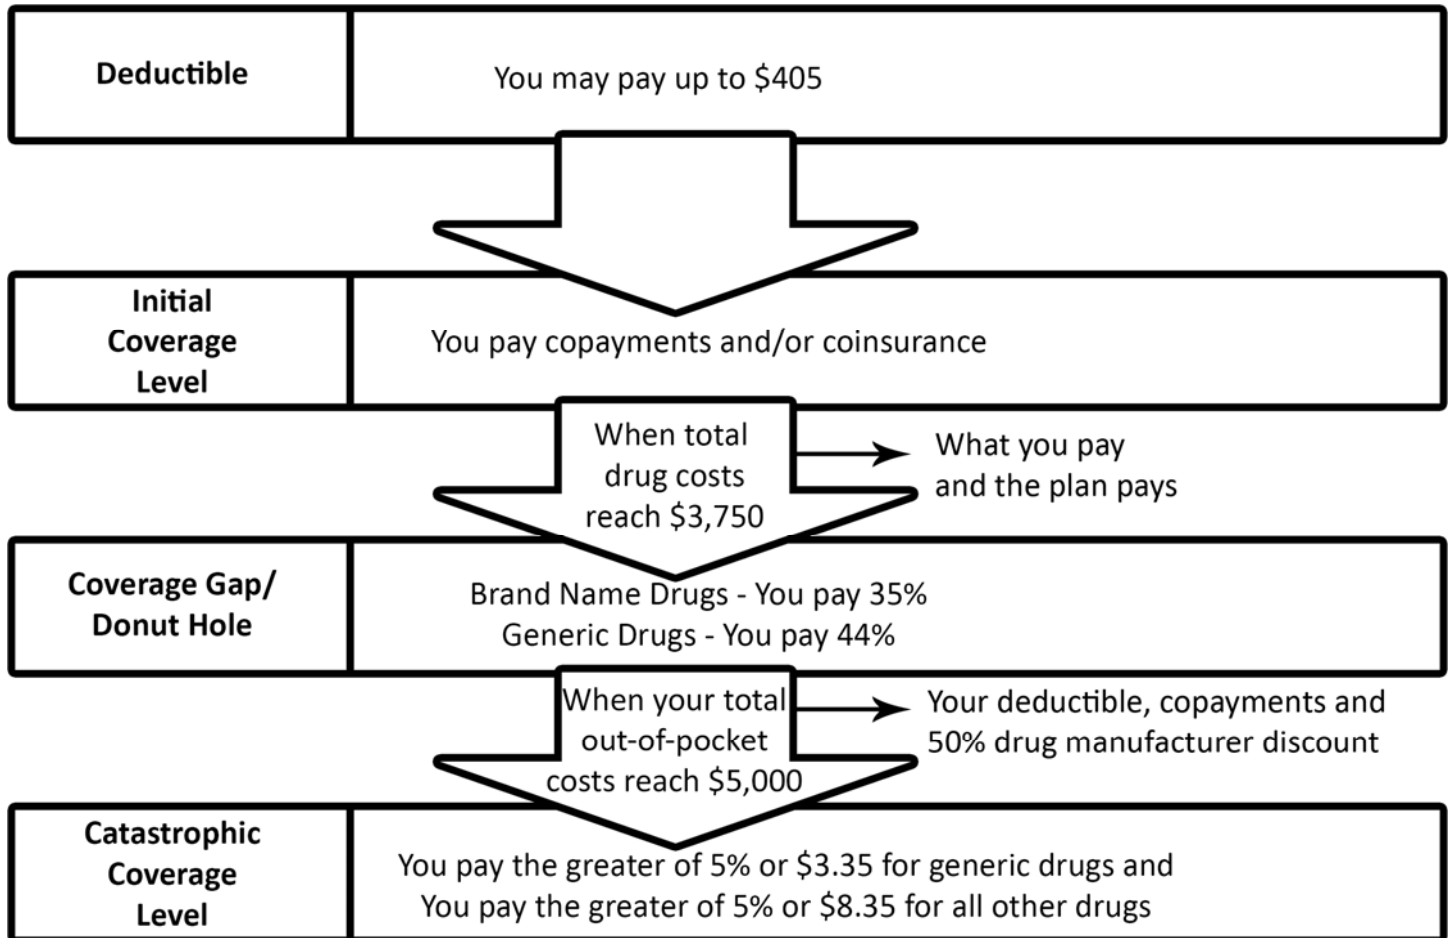 Deductible
You may pay up to $405
Initial
Coverage
Level
You pay copayments and/or coinsurance
When total
drug costs
reach $3,750
What you pay
and the plan pays
Coverage Gap/
Donut Hole
Brand Name Drugs - You pay 35%
Generic Drugs - You pay 44%
When your total
out-of-pocket
costs reach $5,000
Your deductible, copayments and
50% drug manufacturer discount
Catastrophic
Coverage
Level
You pay the greater of 5% or $3.35 for generic drugs and
You pay the greater of 5% or $8.35 for all other drugs